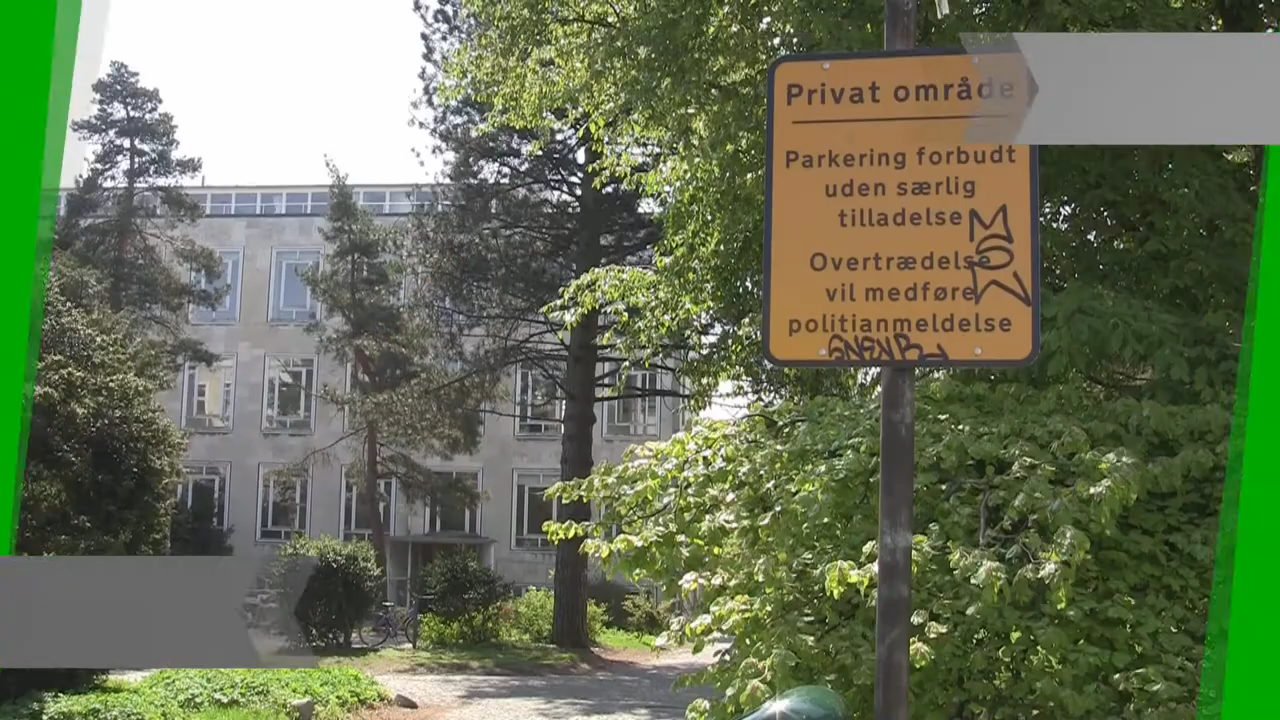 Privat område
Parkering forbudt
uden særlig
tilladelse
Overtrædelse
vil medføre
politianmeldelse